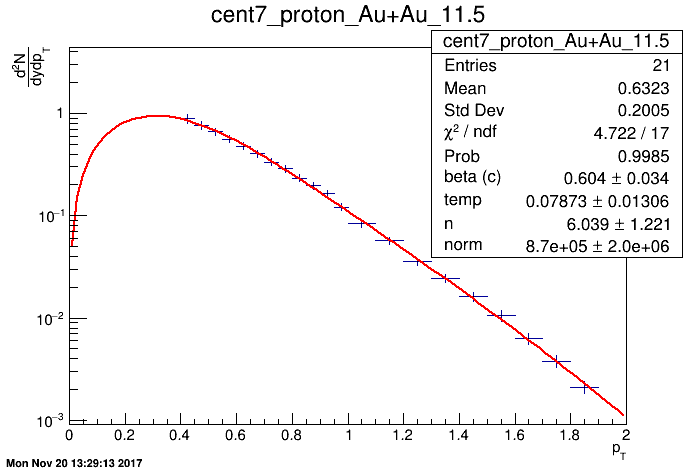 cent7_proton_Au+Au_11.5
cent7_proton_Au+Au_11.5
Entries 21
Mean 0.6323
Std Dev 0.2005
χ² / ndf 4.722 / 17
Prob 0.9985
beta (c) 0.604 ± 0.034
temp 0.07873 ± 0.01306
n 6.039 ± 1.221
norm 8.7e+05 ± 2.0e+06
d²N
dydp_T
1
10⁻¹
10⁻²
10⁻³
0 0.2 0.4 0.6 0.8 1 1.2 1.4 1.6 1.8 2
p_T
Mon Nov 20 13:29:13 2017